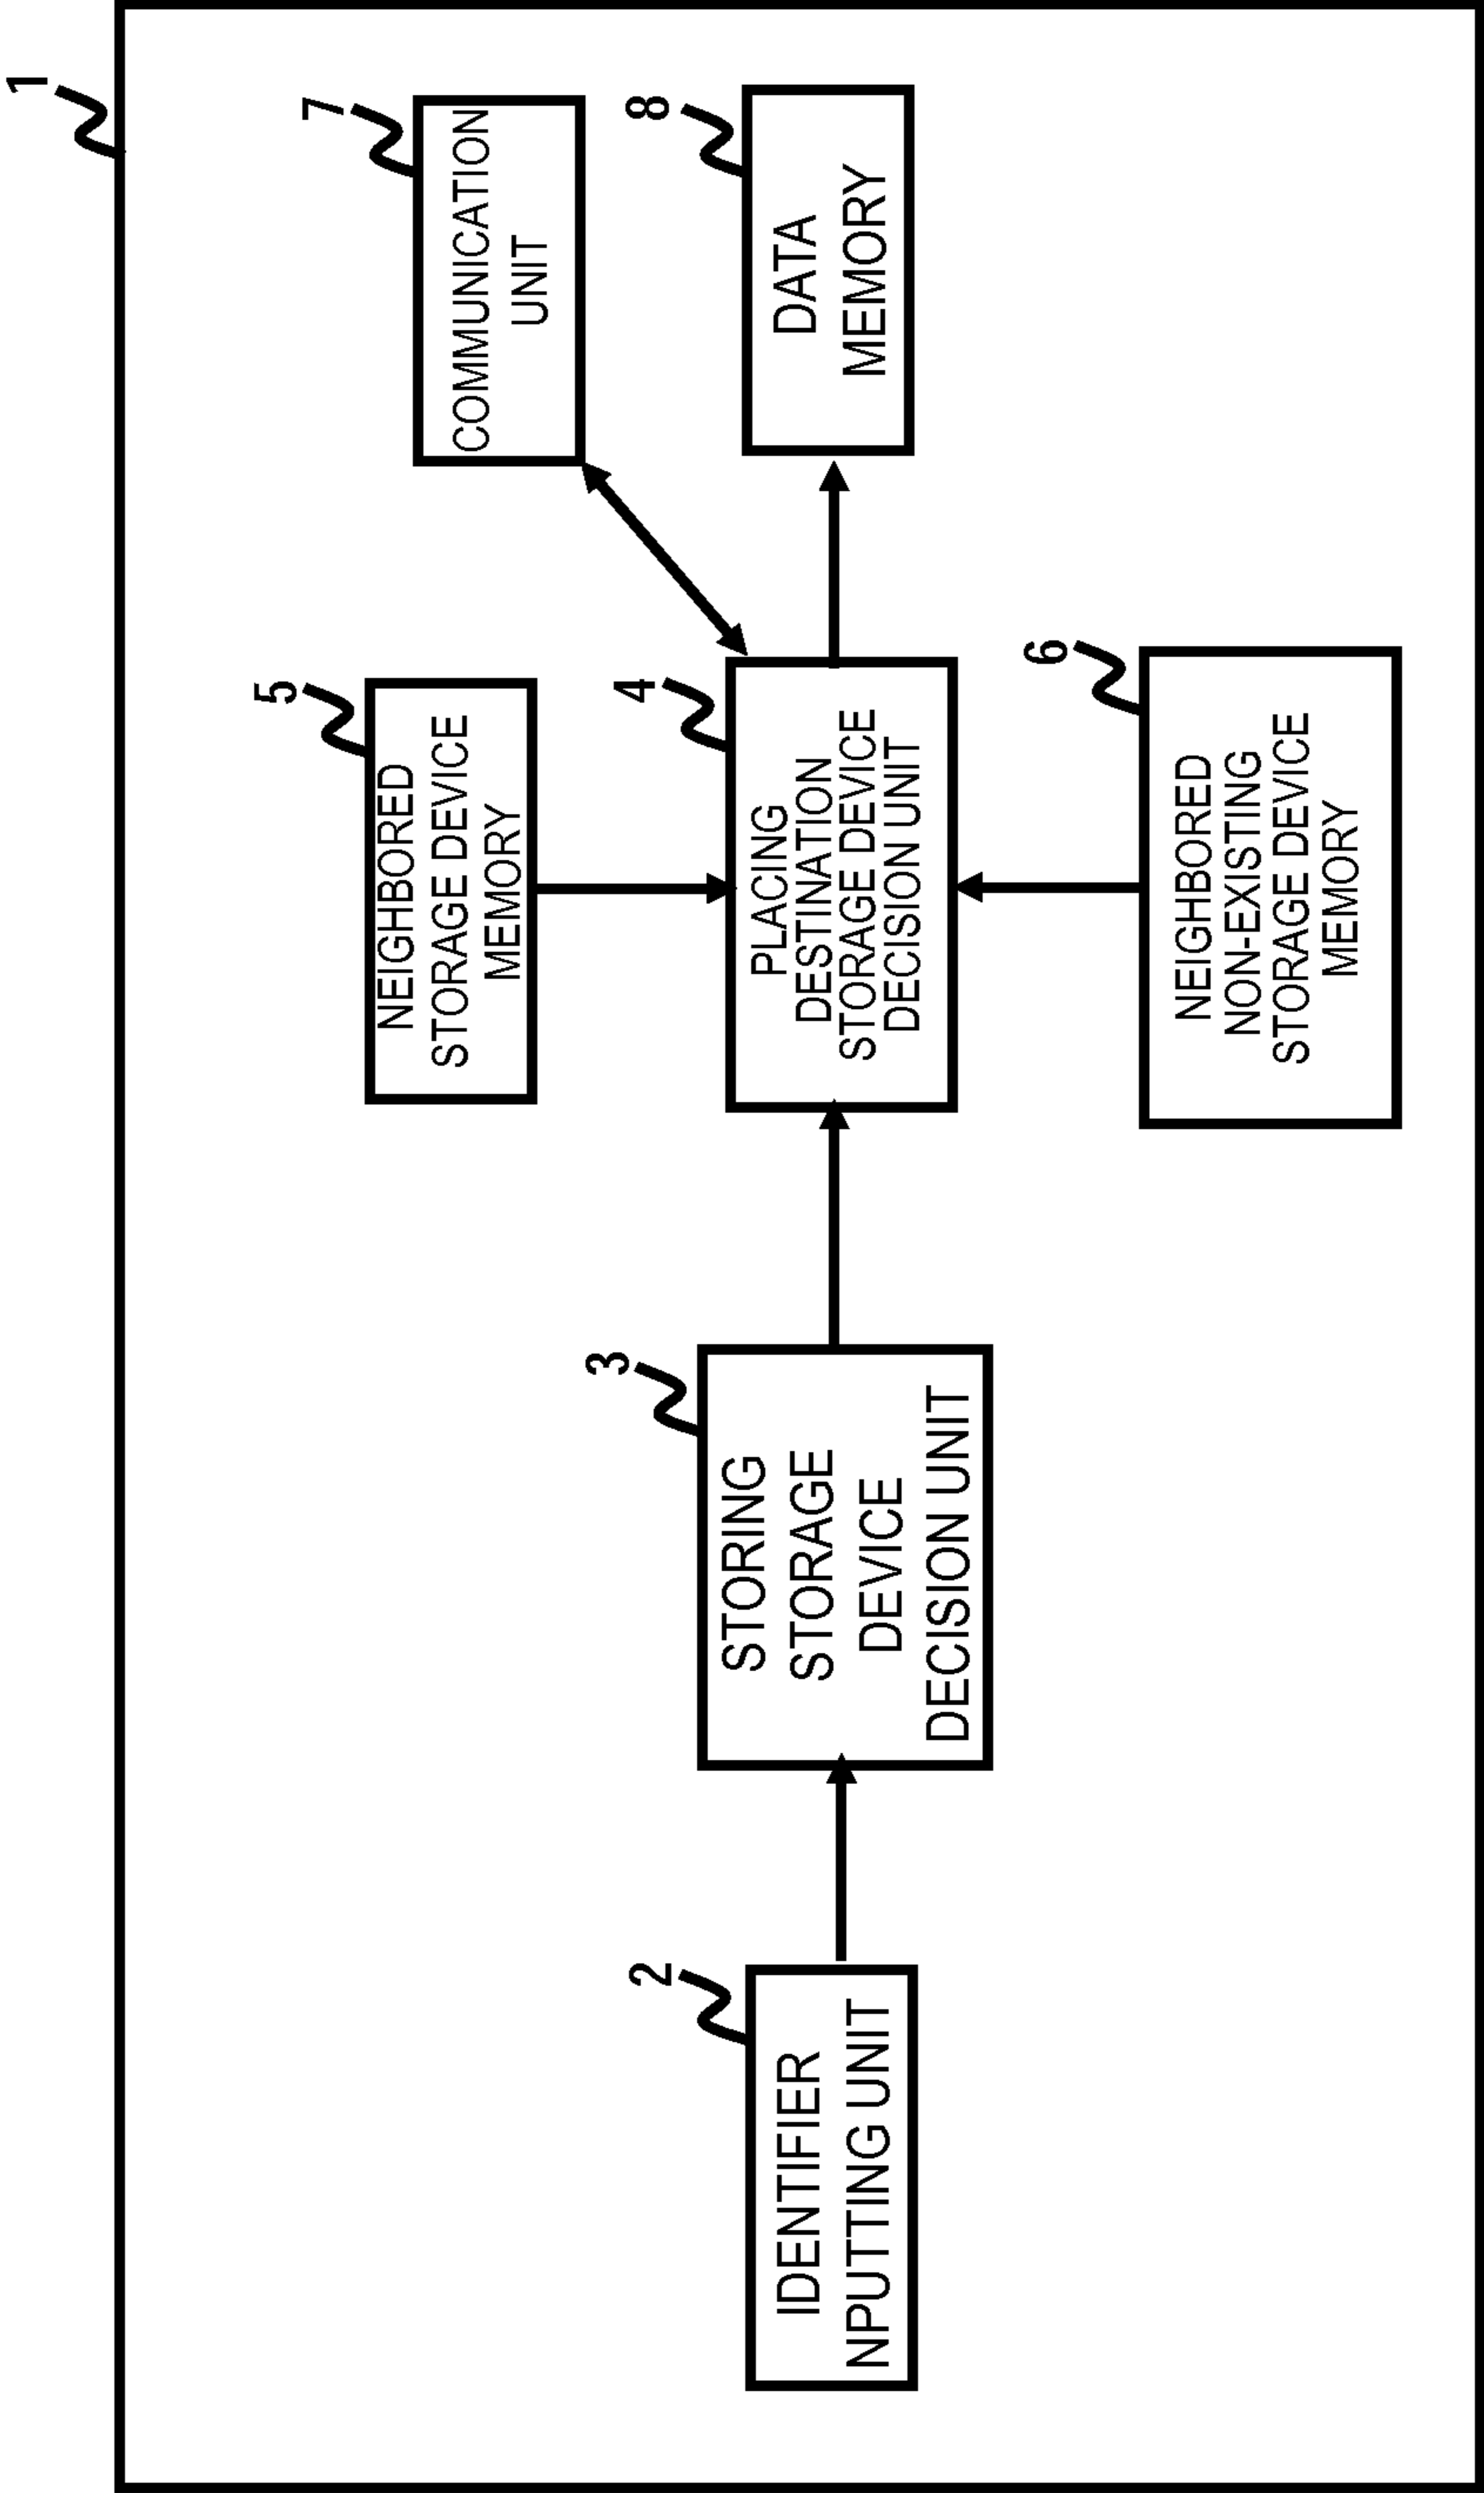 1
2
IDENTIFIER
NPUTTING UNIT
3
STORING
STORAGE
DEVICE
DECISION UNIT
5
NEIGHBORED
STORAGE DEVICE
MEMORY
4
PLACING
DESTINATION
STORAGE DEVICE
DECISION UNIT
6
NEIGHBORED
NON-EXISTING
STORAGE DEVICE
MEMORY
7
COMMUNICATION
UNIT
8
DATA
MEMORY